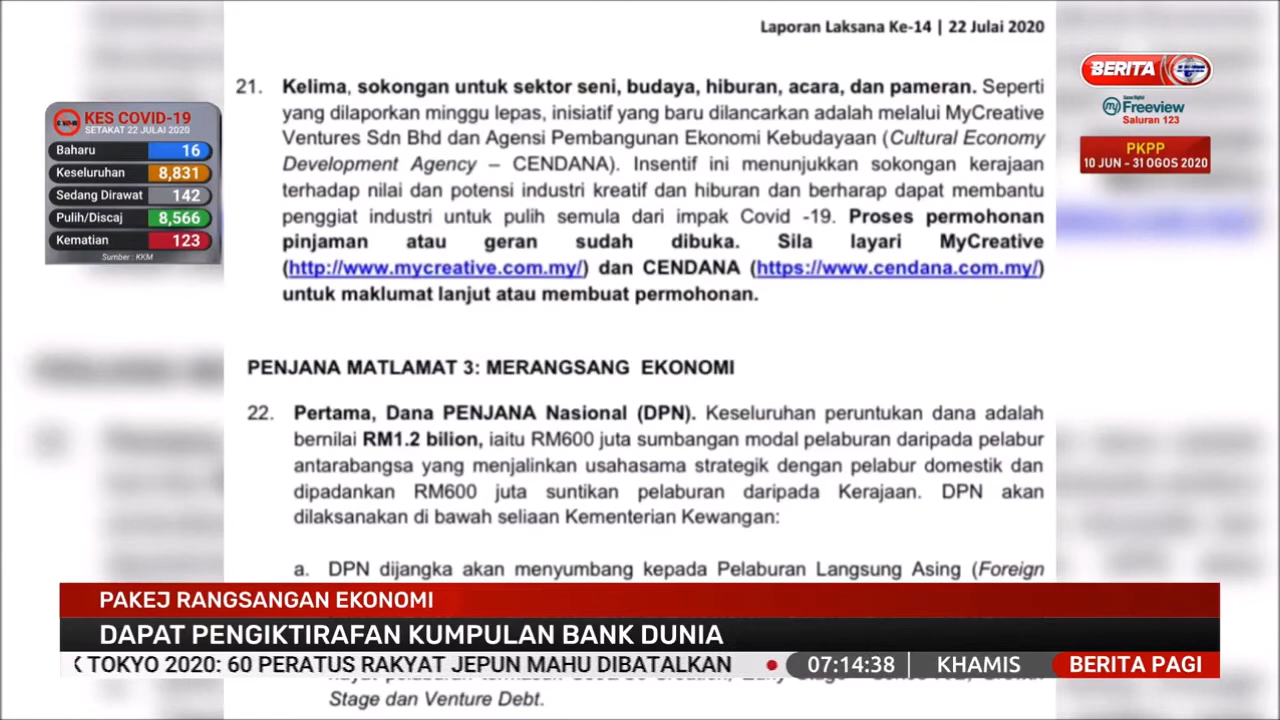 Laporan Laksana Ke-14 | 22 Julai 2020
21. Kelima, sokongan untuk sektor seni, budaya, hiburan, acara, dan pameran. Seperti
yang dilaporkan minggu lepas, inisiatif yang baru dilancarkan adalah melalui MyCreative
Ventures Sdn Bhd dan Agensi Pembangunan Ekonomi Kebudayaan (Cultural Economy
Development Agency – CENDANA). Insentif ini menunjukkan sokongan kerajaan
terhadap nilai dan potensi industri kreatif dan hiburan dan berharap dapat membantu
penggiat industri untuk pulih semula dari impak Covid -19. Proses permohonan
pinjaman atau geran sudah dibuka. Sila layari MyCreative
(http://www.mycreative.com.my/) dan CENDANA (https://www.cendana.com.my/)
untuk maklumat lanjut atau membuat permohonan.
PENJANA MATLAMAT 3: MERANGSANG EKONOMI
22. Pertama, Dana PENJANA Nasional (DPN). Keseluruhan peruntukan dana adalah
bernilai RM1.2 bilion, iaitu RM600 juta sumbangan modal pelaburan daripada pelabur
antarabangsa yang menjalinkan usahasama strategik dengan pelabur domestik dan
dipadankan RM600 juta suntikan pelaburan daripada Kerajaan. DPN akan
dilaksanakan di bawah seliaan Kementerian Kewangan:
a. DPN dijangka akan menyumbang kepada Pelaburan Langsung Asing (Foreign
Stage dan Venture Debt.
KES COVID-19
SETAKAT 22 JULAI 2020
Baharu 16
Keseluruhan 8,831
Sedang Dirawat 142
Pulih/Discaj 8,566
Kematian 123
Sumber : KKM
BERITA
my Freeview
Saluran 123
PKPP
10 JUN - 31 OGOS 2020
PAKEJ RANGSANGAN EKONOMI
DAPAT PENGIKTIRAFAN KUMPULAN BANK DUNIA
K TOKYO 2020: 60 PERATUS RAKYAT JEPUN MAHU DIBATALKAN
07:14:38 KHAMIS BERITA PAGI